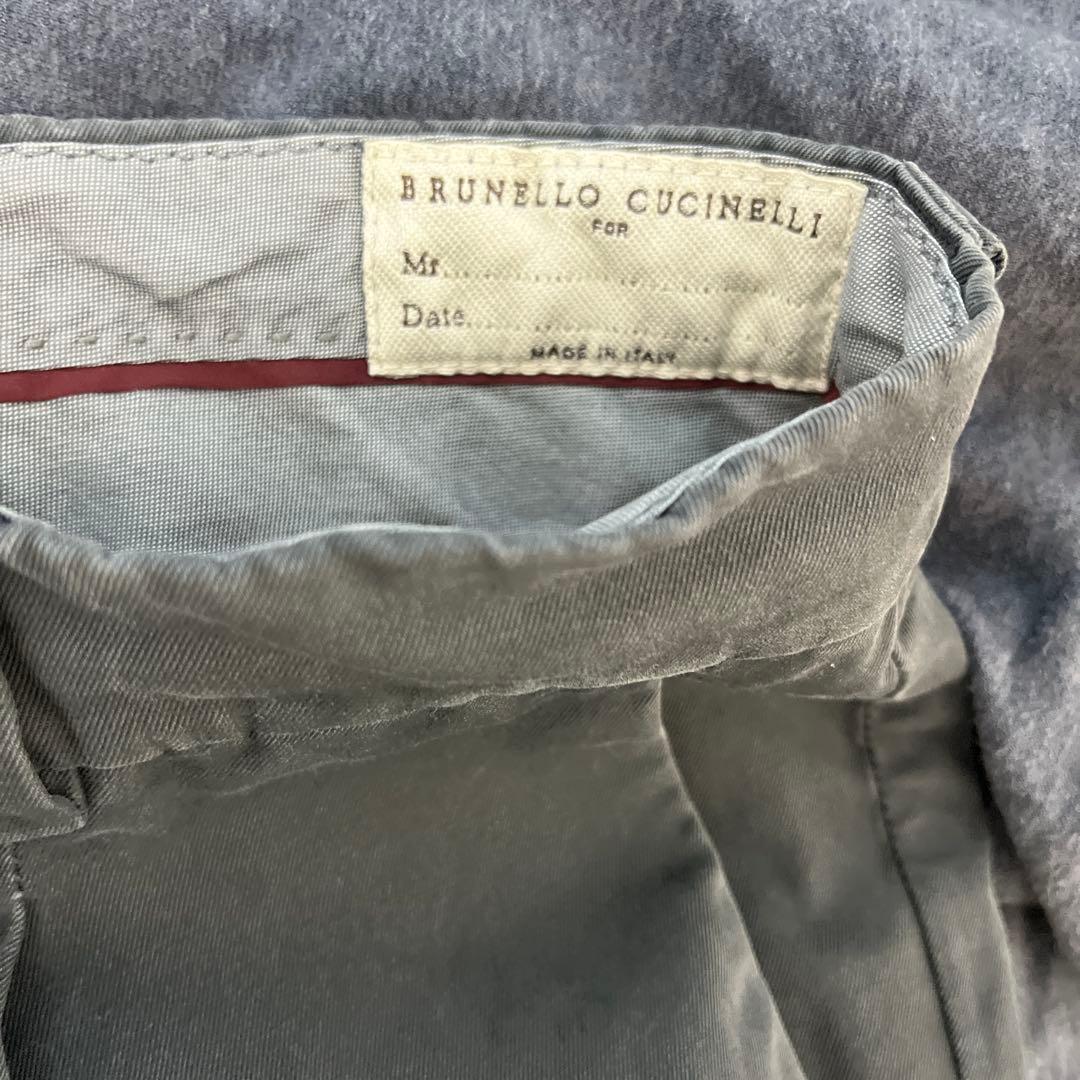 BRUNELLO CUCINELLI
FOR
Mr....................................
Date................................
MADE IN ITALY